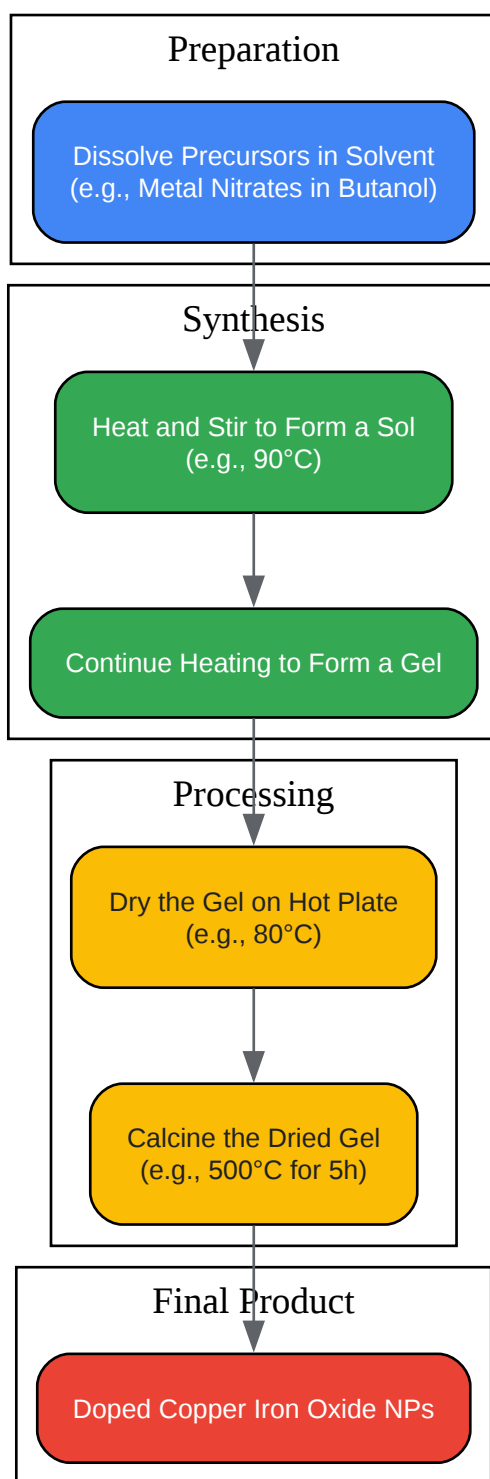 Preparation
Dissolve Precursors in Solvent
(e.g., Metal Nitrates in Butanol)
Synthesis
Heat and Stir to Form a Sol
(e.g., 90°C)
Continue Heating to Form a Gel
Processing
Dry the Gel on Hot Plate
(e.g., 80°C)
Calcine the Dried Gel
(e.g., 500°C for 5h)
Final Product
Doped Copper Iron Oxide NPs